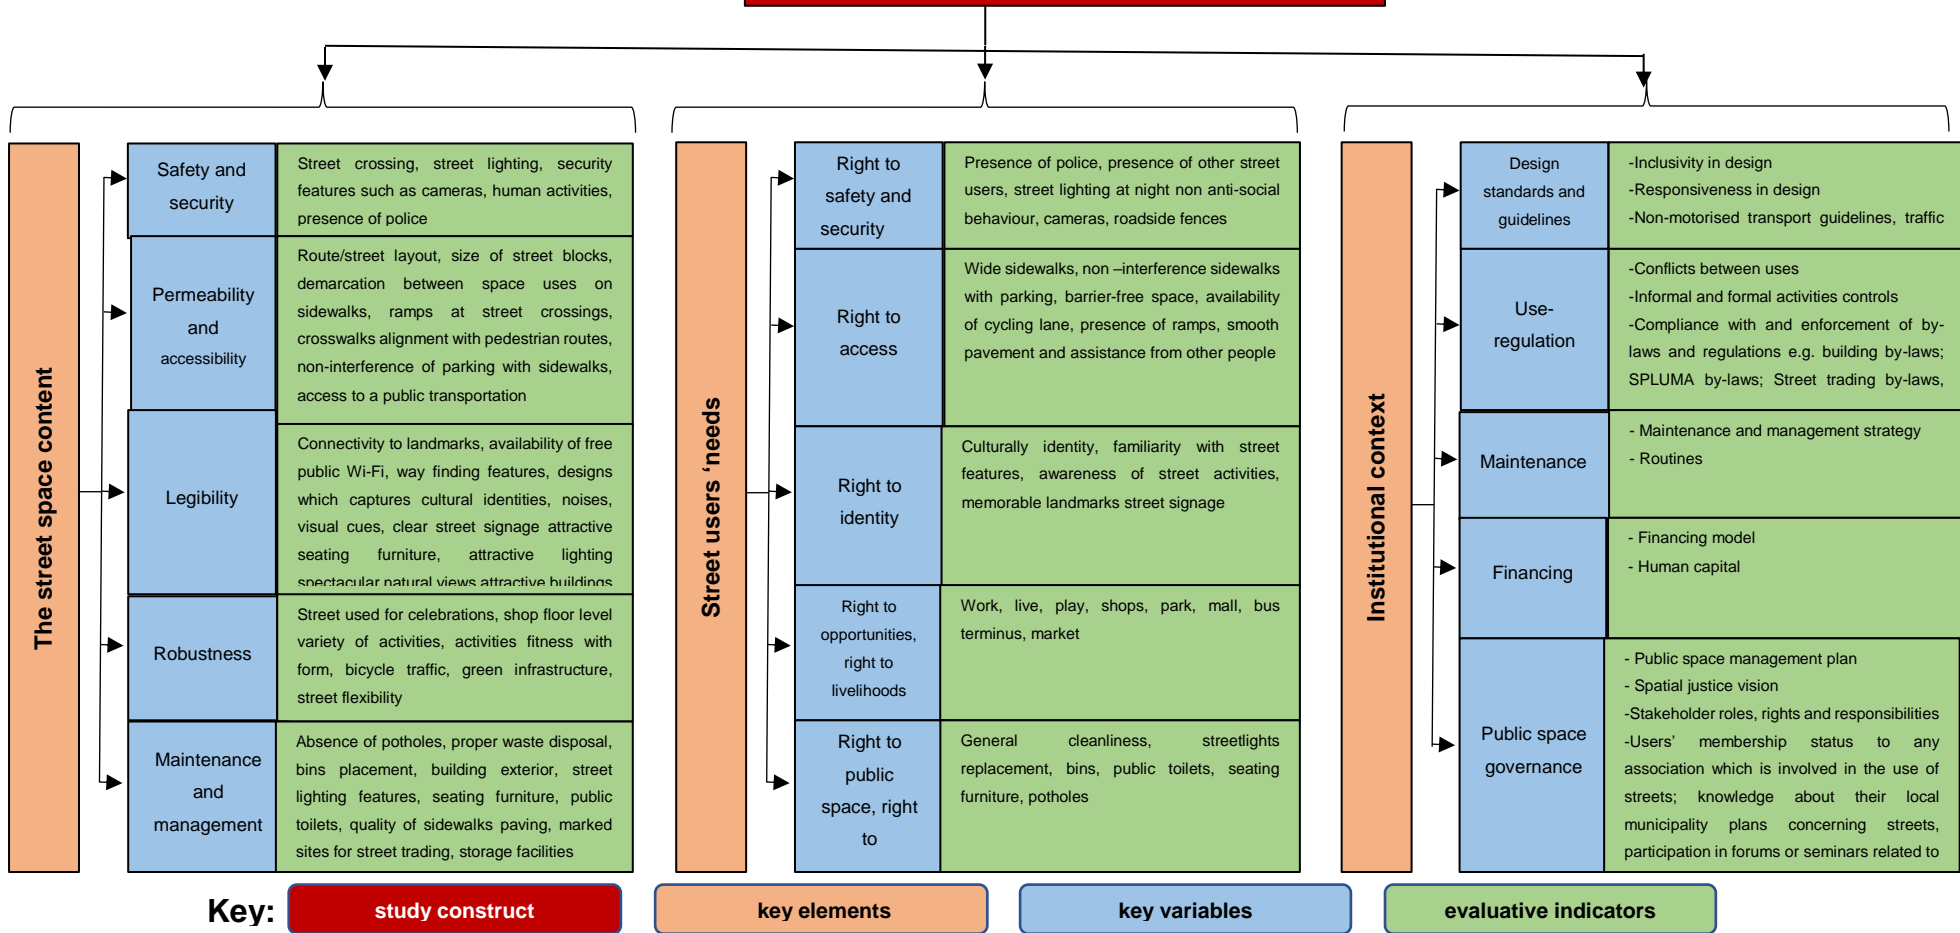 The street space content
Safety and
security
Street crossing, street lighting, security
features such as cameras, human activities,
presence of police
Permeability
and
accessibility
Route/street layout, size of street blocks,
demarcation between space uses on
sidewalks, ramps at street crossings,
crosswalks alignment with pedestrian routes,
non-interference of parking with sidewalks,
access to a public transportation
Legibility
Connectivity to landmarks, availability of free
public Wi-Fi, way finding features, designs
which captures cultural identities, noises,
visual cues, clear street signage attractive
seating furniture, attractive lighting
spectacular natural views attractive buildings
Robustness
Street used for celebrations, shop floor level
variety of activities, activities fitness with
form, bicycle traffic, green infrastructure,
street flexibility
Maintenance
and
management
Absence of potholes, proper waste disposal,
bins placement, building exterior, street
lighting features, seating furniture, public
toilets, quality of sidewalks paving, marked
sites for street trading, storage facilities
Street users ‘needs
Right to
safety and
security
Presence of police, presence of other street
users, street lighting at night non anti-social
behaviour, cameras, roadside fences
Right to
access
Wide sidewalks, non –interference sidewalks
with parking, barrier-free space, availability
of cycling lane, presence of ramps, smooth
pavement and assistance from other people
Right to
identity
Culturally identity, familiarity with street
features, awareness of street activities,
memorable landmarks street signage
Right to
opportunities,
right to
livelihoods
Work, live, play, shops, park, mall, bus
terminus, market
Right to
public
space, right
to
General cleanliness, streetlights
replacement, bins, public toilets, seating
furniture, potholes
Institutional context
Design
standards and
guidelines
-Inclusivity in design
-Responsiveness in design
-Non-motorised transport guidelines, traffic
Use-
regulation
-Conflicts between uses
-Informal and formal activities controls
-Compliance with and enforcement of by-
laws and regulations e.g. building by-laws;
SPLUMA by-laws; Street trading by-laws,
Maintenance
- Maintenance and management strategy
- Routines
Financing
- Financing model
- Human capital
Public space
governance
- Public space management plan
- Spatial justice vision
-Stakeholder roles, rights and responsibilities
-Users’ membership status to any
association which is involved in the use of
streets; knowledge about their local
municipality plans concerning streets,
participation in forums or seminars related to
Key:
study construct
key elements
key variables
evaluative indicators